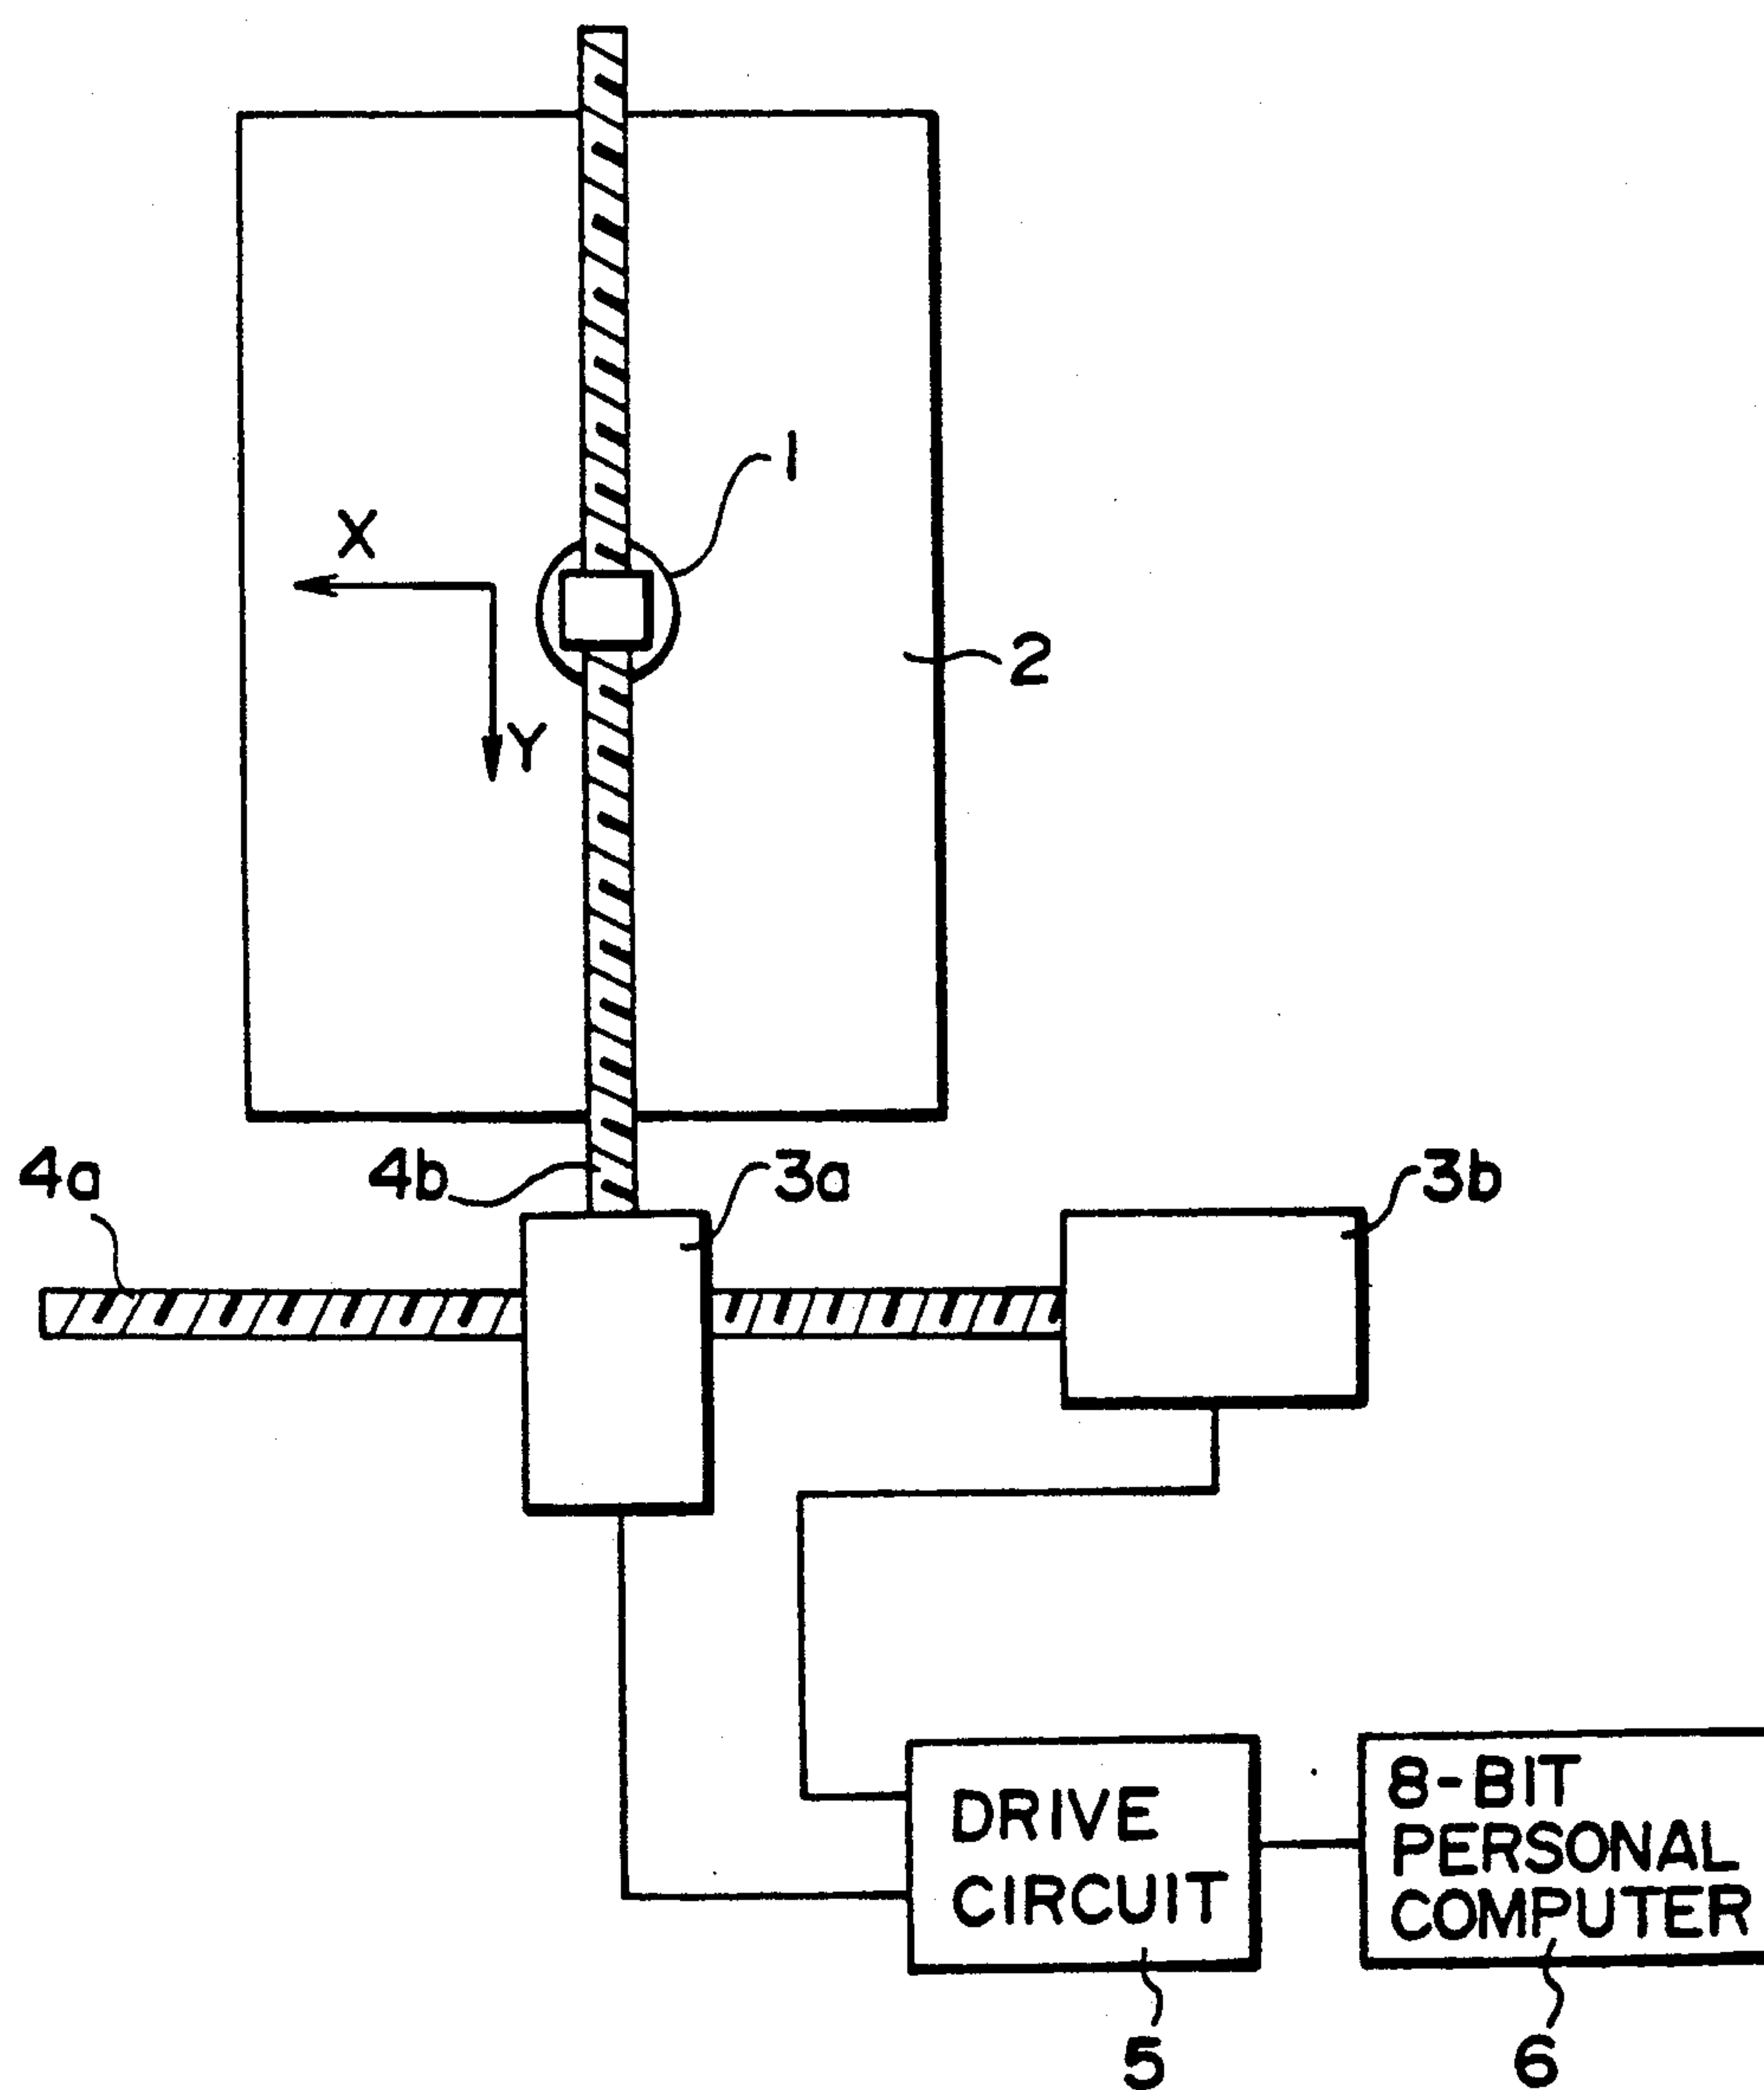 1
X
2
Y
4a
4b
3a
3b
DRIVE
CIRCUIT
8-BIT
PERSONAL
COMPUTER
5
6